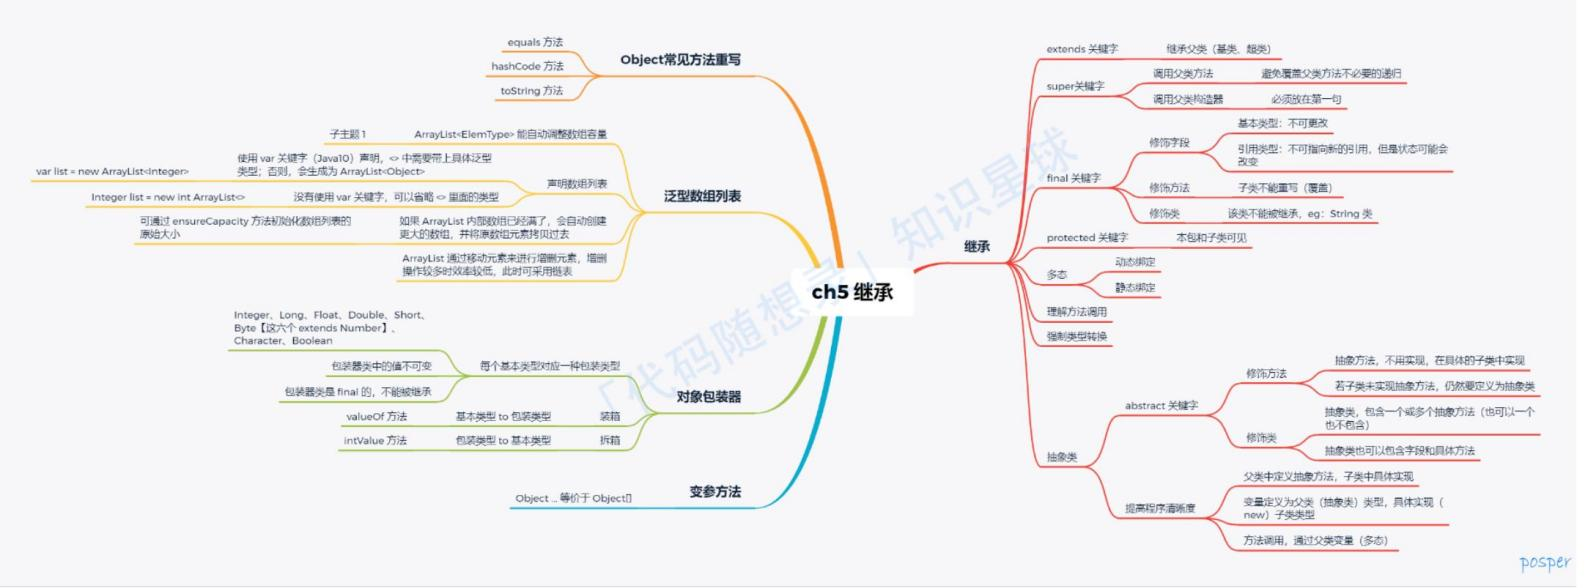 ch5 继承
Object常见方法重写
equals 方法
hashCode 方法
toString 方法
泛型数组列表
子主题 1
ArrayList<ElemType> 能自动调整数组容量
声明数组列表
使用 var 关键字（Java10）声明，<> 中需要带上具体泛型
类型；否则，会生成为 ArrayList<Object>
var list = new ArrayList<Integer>
没有使用 var 关键字，可以省略 <> 里面的类型
Integer list = new int ArrayList<>
如果 ArrayList 内部数组已经满了，会自动创建
更大的数组，并将原数组元素拷贝过去
可通过 ensureCapacity 方法初始化数组列表的
原始大小
ArrayList 通过移动元素来进行增删元素，增删
操作较多时效率较低，此时可采用链表
对象包装器
每个基本类型对应一种包装类型
Integer、Long、Float、Double、Short、
Byte【这六个 extends Number】、
Character、Boolean
包装器类中的值不可变
包装器类是 final 的，不能被继承
装箱
基本类型 to 包装类型
valueOf 方法
拆箱
包装类型 to 基本类型
intValue 方法
变参方法
Object ... 等价于 Object[]
继承
extends 关键字
继承父类（基类、超类）
super关键字
调用父类方法
避免覆盖父类方法不必要的递归
调用父类构造器
必须放在第一句
final 关键字
修饰字段
基本类型：不可更改
引用类型：不可指向新的引用，但是状态可能会
改变
修饰方法
子类不能重写（覆盖）
修饰类
该类不能被继承，eg：String 类
protected 关键字
本包和子类可见
多态
动态绑定
静态绑定
理解方法调用
强制类型转换
抽象类
abstract 关键字
修饰方法
抽象方法，不用实现，在具体的子类中实现
若子类未实现抽象方法，仍然要定义为抽象类
修饰类
抽象类，包含一个或多个抽象方法（也可以一个
也不包含）
抽象类也可以包含字段和具体方法
提高程序清晰度
父类中定义抽象方法，子类中具体实现
变量定义为父类（抽象类）类型，具体实现（
new）子类类型
方法调用，通过父类变量（多态）
「代码随想录」知识星球
posper